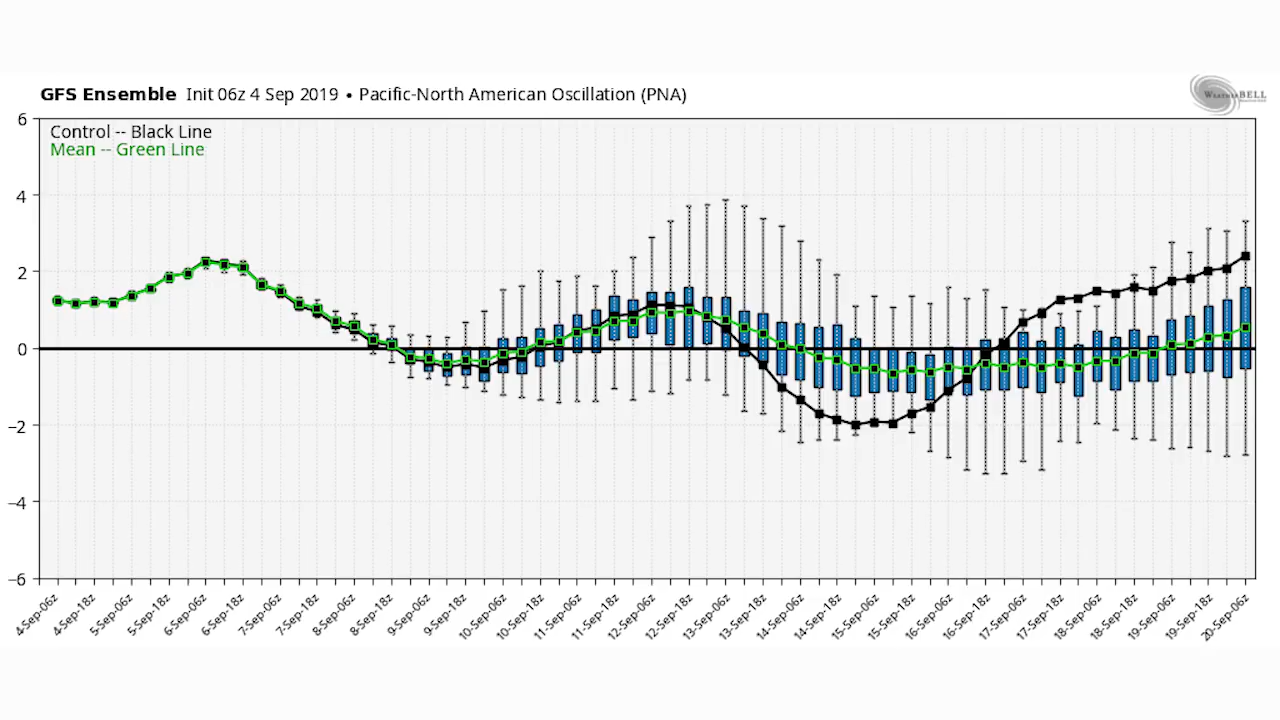 GFS Ensemble Init 06z 4 Sep 2019 • Pacific-North American Oscillation (PNA)
WeatherBELL
Control -- Black Line
Mean -- Green Line
6
4
2
0
−2
−4
−6
4-Sep-06z
4-Sep-18z
5-Sep-06z
5-Sep-18z
6-Sep-06z
6-Sep-18z
7-Sep-06z
7-Sep-18z
8-Sep-06z
8-Sep-18z
9-Sep-06z
9-Sep-18z
10-Sep-06z
10-Sep-18z
11-Sep-06z
11-Sep-18z
12-Sep-06z
12-Sep-18z
13-Sep-06z
13-Sep-18z
14-Sep-06z
14-Sep-18z
15-Sep-06z
15-Sep-18z
16-Sep-06z
16-Sep-18z
17-Sep-06z
17-Sep-18z
18-Sep-06z
18-Sep-18z
19-Sep-06z
19-Sep-18z
20-Sep-06z